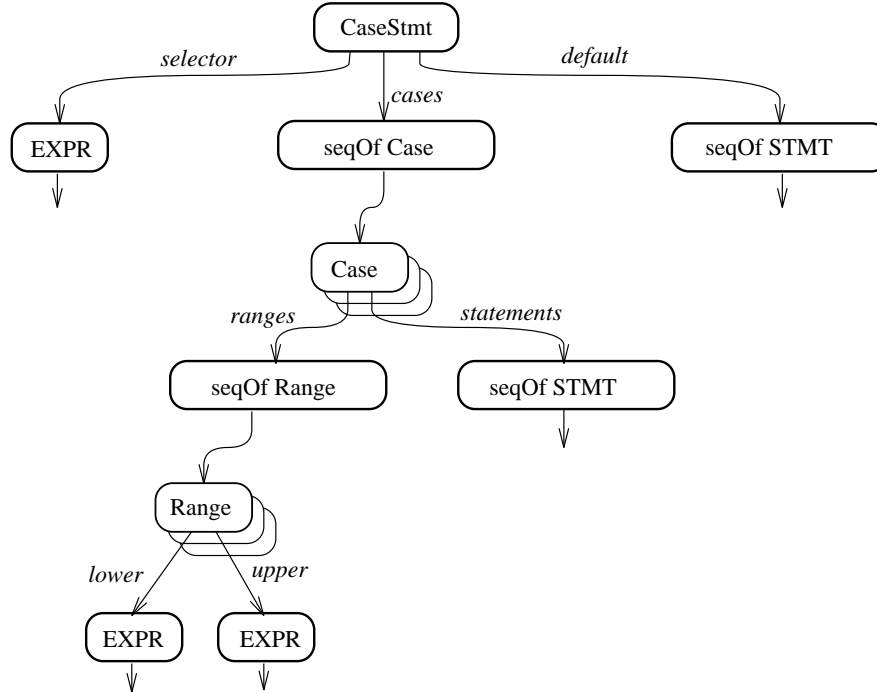 CaseStmt
selector
default
cases
EXPR
seqOf Case
seqOf STMT
Case
ranges
statements
seqOf Range
seqOf STMT
Range
lower
upper
EXPR
EXPR